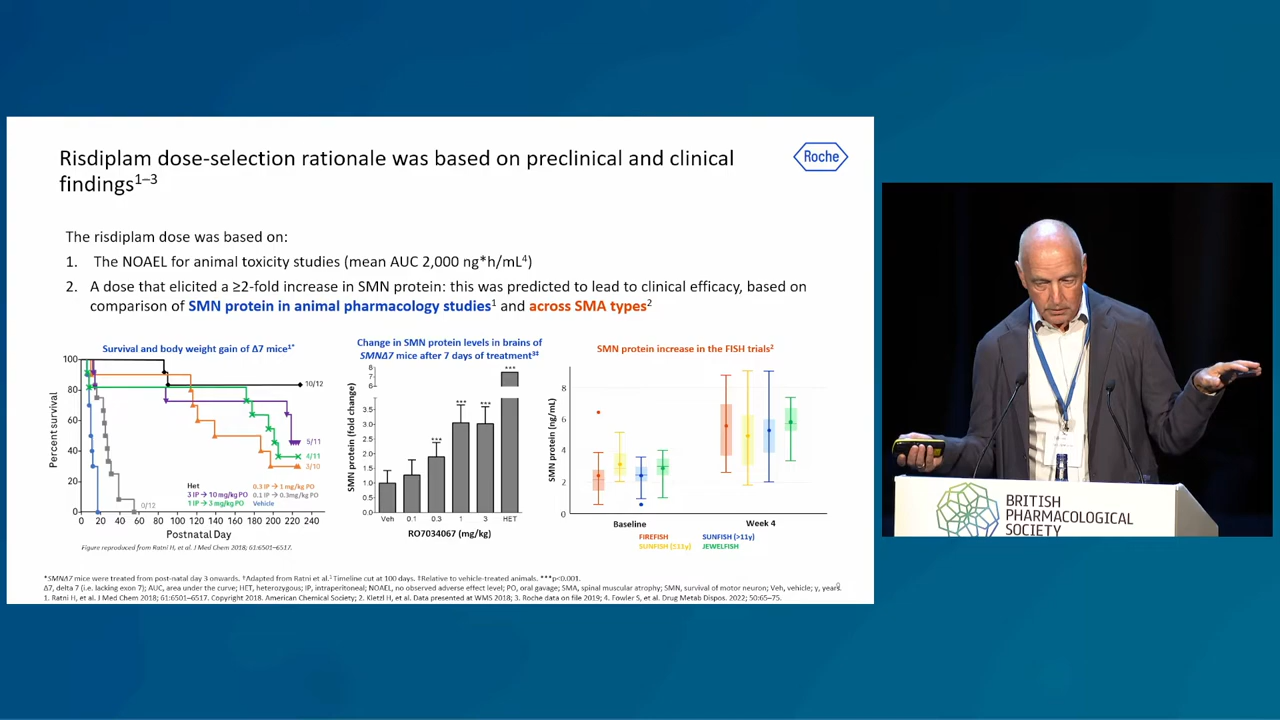 Risdiplam dose-selection rationale was based on preclinical and clinical
findings1–3
Roche
The risdiplam dose was based on:
1. The NOAEL for animal toxicity studies (mean AUC 2,000 ng*h/mL4)
2. A dose that elicited a ≥2-fold increase in SMN protein: this was predicted to lead to clinical efficacy, based on
comparison of SMN protein in animal pharmacology studies1 and across SMA types2
Survival and body weight gain of Δ7 mice1*
Percent survival
100
80
60
40
20
0
0 20 40 60 80 100 120 140 160 180 200 220 240
Postnatal Day
10/12
5/11
4/11
3/10
0/12
Het
3 IP → 10 mg/kg PO
1 IP → 3 mg/kg PO
0.3 IP → 1 mg/kg PO
0.1 IP → 0.3mg/kg PO
Vehicle
Figure reproduced from Ratni H, et al. J Med Chem 2018; 61:6501–6517.
Change in SMN protein levels in brains of
SMNΔ7 mice after 7 days of treatment3‡
SMN protein (fold change)
8
7
6
3.5
3.0
2.5
2.0
1.5
1.0
0.5
0.0
***
***
***
***
Veh 0.1 0.3 1 3 HET
RO7034067 (mg/kg)
SMN protein increase in the FISH trials2
SMN protein (ng/mL)
8
6
4
2
0
Baseline
Week 4
FIREFISH
SUNFISH (≤11y)
SUNFISH (>11y)
JEWELFISH
*SMNΔ7 mice were treated from post-natal day 3 onwards. †Adapted from Ratni et al.1 Timeline cut at 100 days. ‡Relative to vehicle-treated animals. ***p<0.001.
Δ7, delta 7 (i.e. lacking exon 7); AUC, area under the curve; HET, heterozygous; IP, intraperitoneal; NOAEL, no observed adverse effect level; PO, oral gavage; SMA, spinal muscular atrophy; SMN, survival of motor neuron; Veh, vehicle; y, years.
1. Ratni H, et al. J Med Chem 2018; 61:6501–6517. Copyright 2018. American Chemical Society; 2. Kletzl H, et al. Data presented at WMS 2018; 3. Roche data on file 2019; 4. Fowler S, et al. Drug Metab Dispos. 2022; 50:65–75.
BRITISH
PHARMACOLOGICAL
SOCIETY